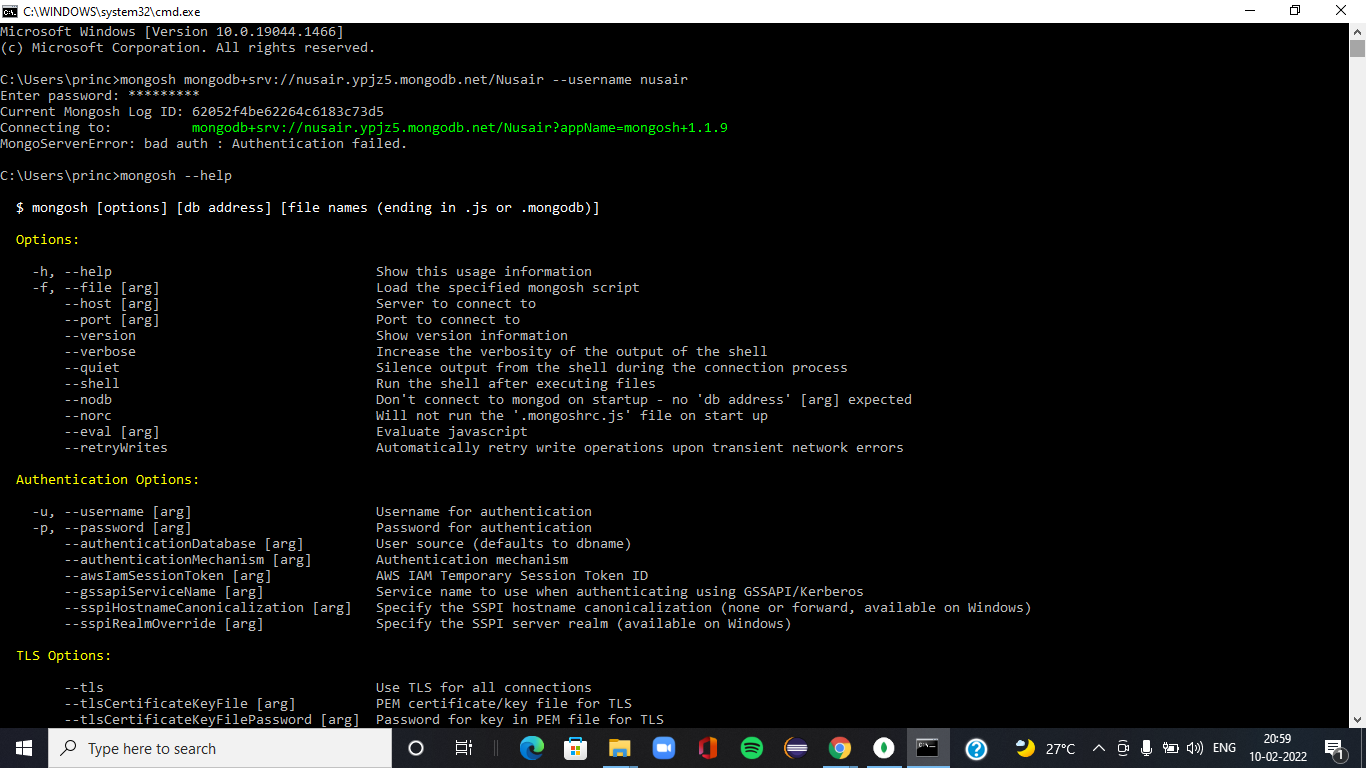 C:\WINDOWS\system32\cmd.exe
Microsoft Windows [Version 10.0.19044.1466]
(c) Microsoft Corporation. All rights reserved.
C:\Users\princ>mongosh mongodb+srv://nusair.ypjz5.mongodb.net/Nusair --username nusair
Enter password: *********
Current Mongosh Log ID: 62052f4be62264c6183c73d5
Connecting to: mongodb+srv://nusair.ypjz5.mongodb.net/Nusair?appName=mongosh+1.1.9
MongoServerError: bad auth : Authentication failed.
C:\Users\princ>mongosh --help
$ mongosh [options] [db address] [file names (ending in .js or .mongodb)]
Options:
-h, --help Show this usage information
-f, --file [arg] Load the specified mongosh script
--host [arg] Server to connect to
--port [arg] Port to connect to
--version Show version information
--verbose Increase the verbosity of the output of the shell
--quiet Silence output from the shell during the connection process
--shell Run the shell after executing files
--nodb Don't connect to mongod on startup - no 'db address' [arg] expected
--norc Will not run the '.mongoshrc.js' file on start up
--eval [arg] Evaluate javascript
--retryWrites Automatically retry write operations upon transient network errors
Authentication Options:
-u, --username [arg] Username for authentication
-p, --password [arg] Password for authentication
--authenticationDatabase [arg] User source (defaults to dbname)
--authenticationMechanism [arg] Authentication mechanism
--awsIamSessionToken [arg] AWS IAM Temporary Session Token ID
--gssapiServiceName [arg] Service name to use when authenticating using GSSAPI/Kerberos
--sspiHostnameCanonicalization [arg] Specify the SSPI hostname canonicalization (none or forward, available on Windows)
--sspiRealmOverride [arg] Specify the SSPI server realm (available on Windows)
TLS Options:
--tls Use TLS for all connections
--tlsCertificateKeyFile [arg] PEM certificate/key file for TLS
--tlsCertificateKeyFilePassword [arg] Password for key in PEM file for TLS
Type here to search
27°C
ENG
20:59
10-02-2022
1